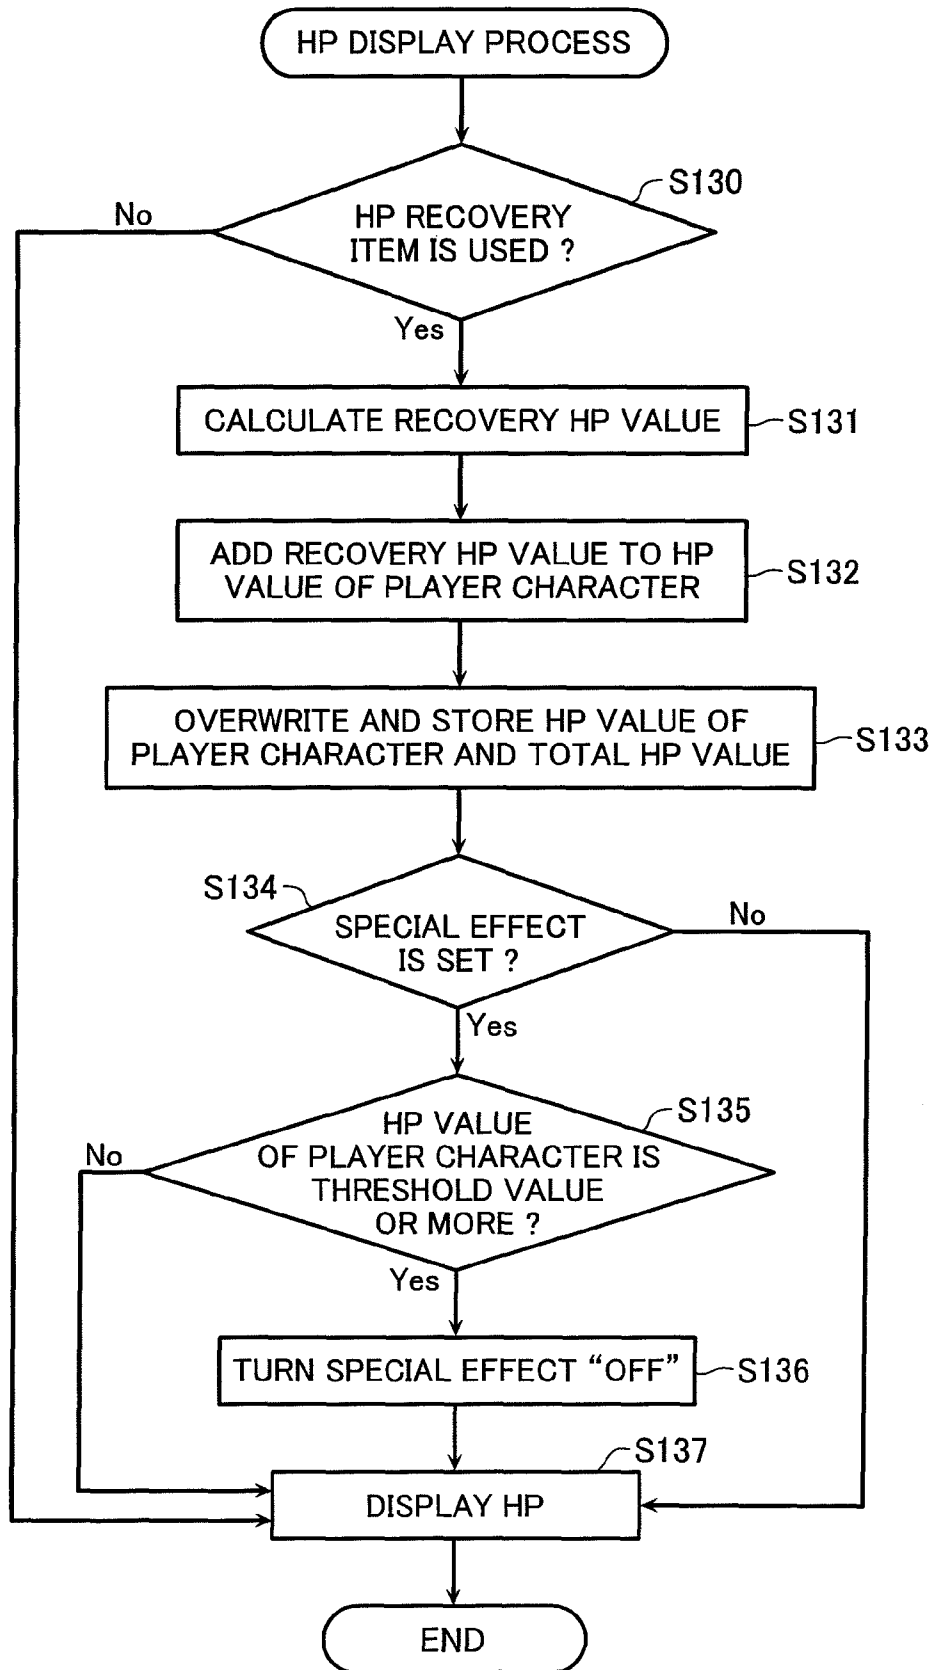 HP DISPLAY PROCESS
S130
No
HP RECOVERY
ITEM IS USED ?
Yes
CALCULATE RECOVERY HP VALUE
S131
ADD RECOVERY HP VALUE TO HP
VALUE OF PLAYER CHARACTER
S132
OVERWRITE AND STORE HP VALUE OF
PLAYER CHARACTER AND TOTAL HP VALUE
S133
S134
No
SPECIAL EFFECT
IS SET ?
Yes
S135
HP VALUE
No
OF PLAYER CHARACTER IS
THRESHOLD VALUE
OR MORE ?
Yes
TURN SPECIAL EFFECT “OFF”
S136
S137
DISPLAY HP
END